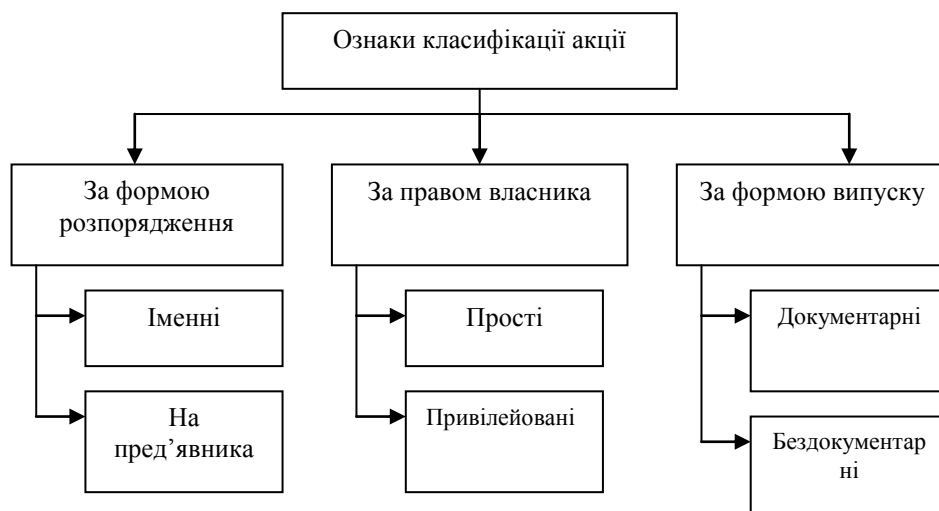 Ознаки класифікації акції
За формою
розпорядження
За правом власника
За формою випуску
Іменні
Прості
Документарні
На
пред’явника
Привілейовані
Бездокументар
ні